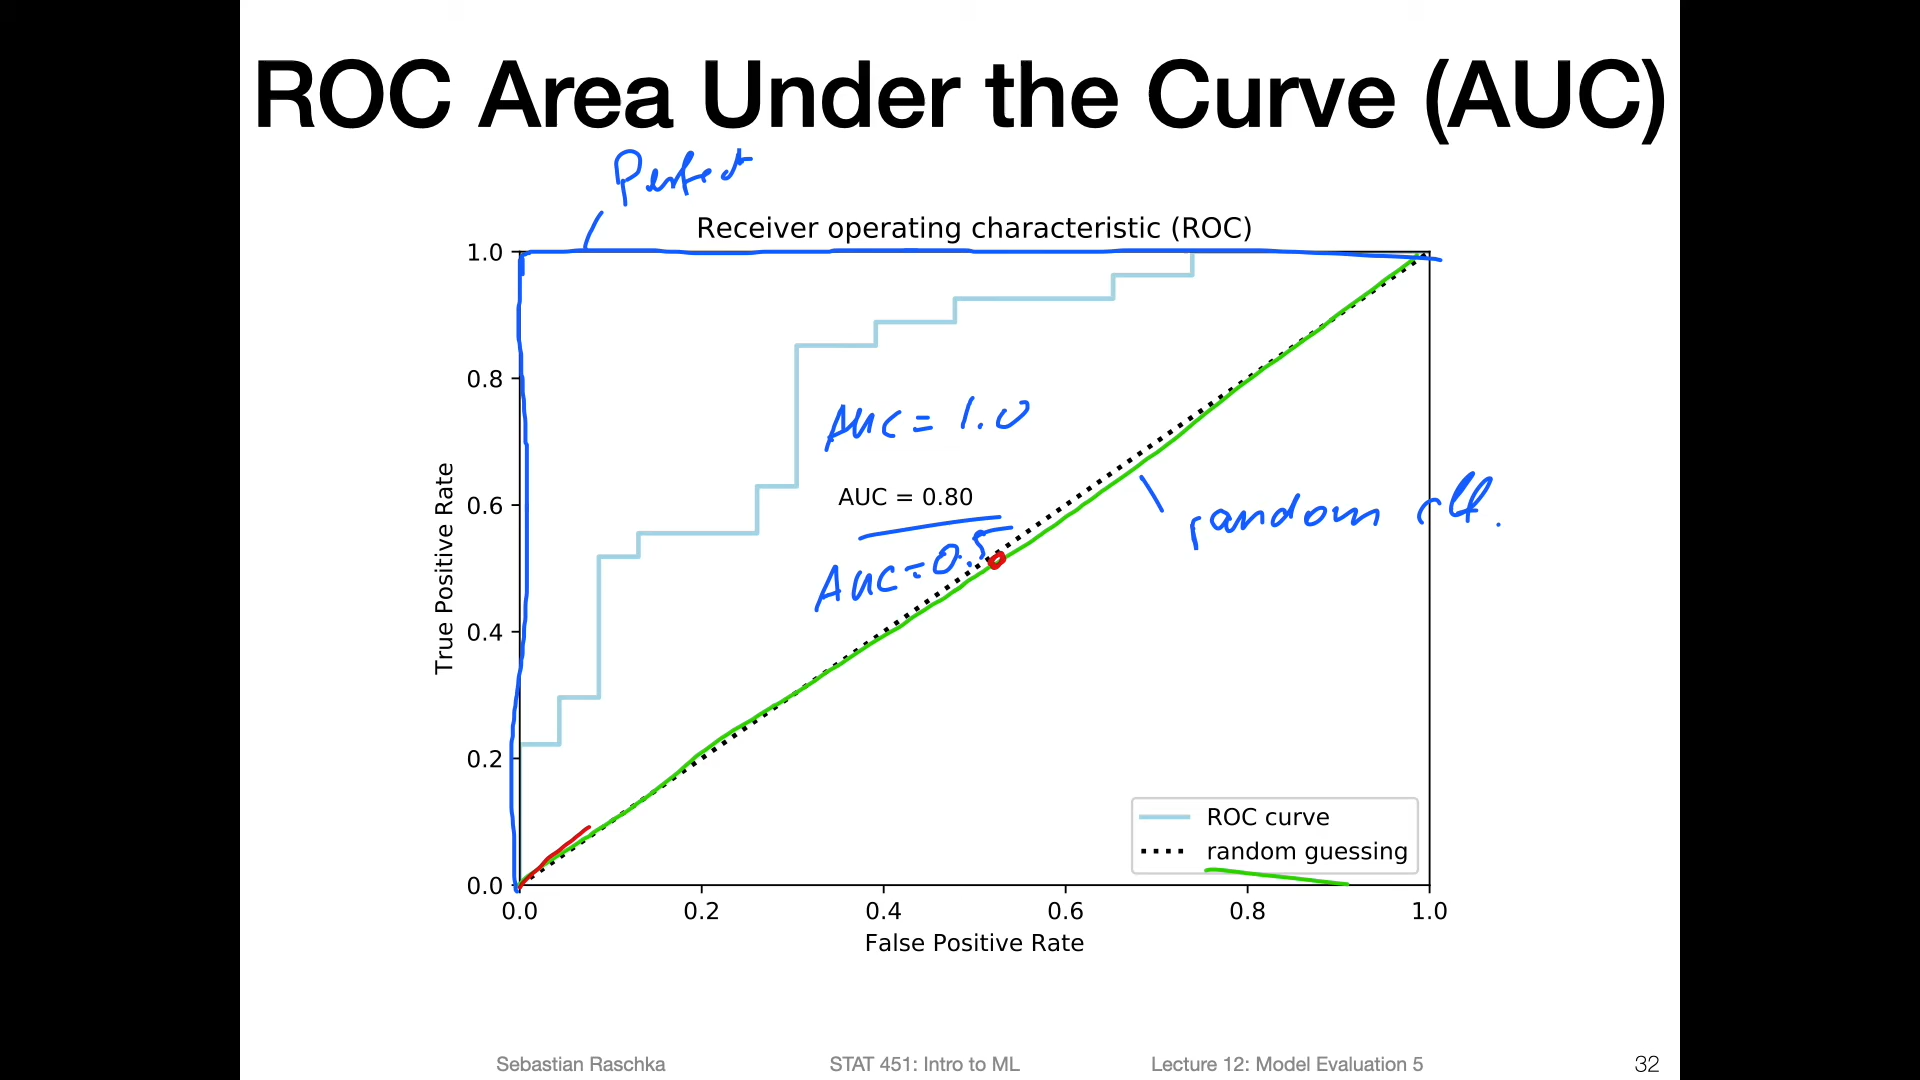 ROC Area Under the Curve (AUC)
Perfect
Receiver operating characteristic (ROC)
1.0
0.8
0.6
0.4
0.2
0.0
True Positive Rate
AUC = 1.0
AUC = 0.80
AUC = 0.5
random clf.
ROC curve
random guessing
0.0 0.2 0.4 0.6 0.8 1.0
False Positive Rate
Sebastian Raschka STAT 451: Intro to ML Lecture 12: Model Evaluation 5 32